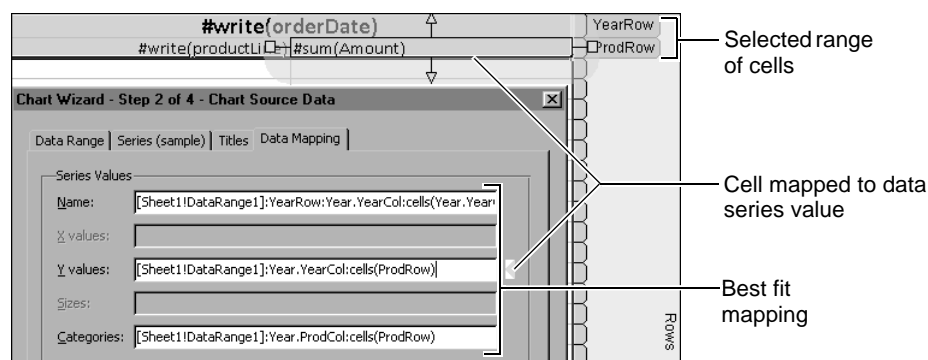 #write(orderDate)
YearRow
#write(productLine) #sum(Amount)
ProdRow
Selected range
of cells
Chart Wizard - Step 2 of 4 - Chart Source Data
Data Range
Series (sample)
Titles
Data Mapping
Series Values
Name:
[Sheet1!DataRange1]:YearRow:Year.YearCol:cells(Year.Year
X values:
Y values:
[Sheet1!DataRange1]:Year.YearCol:cells(ProdRow)
Sizes:
Categories:
[Sheet1!DataRange1]:Year.ProdCol:cells(ProdRow)
Cell mapped to data
series value
Best fit
mapping
Rows